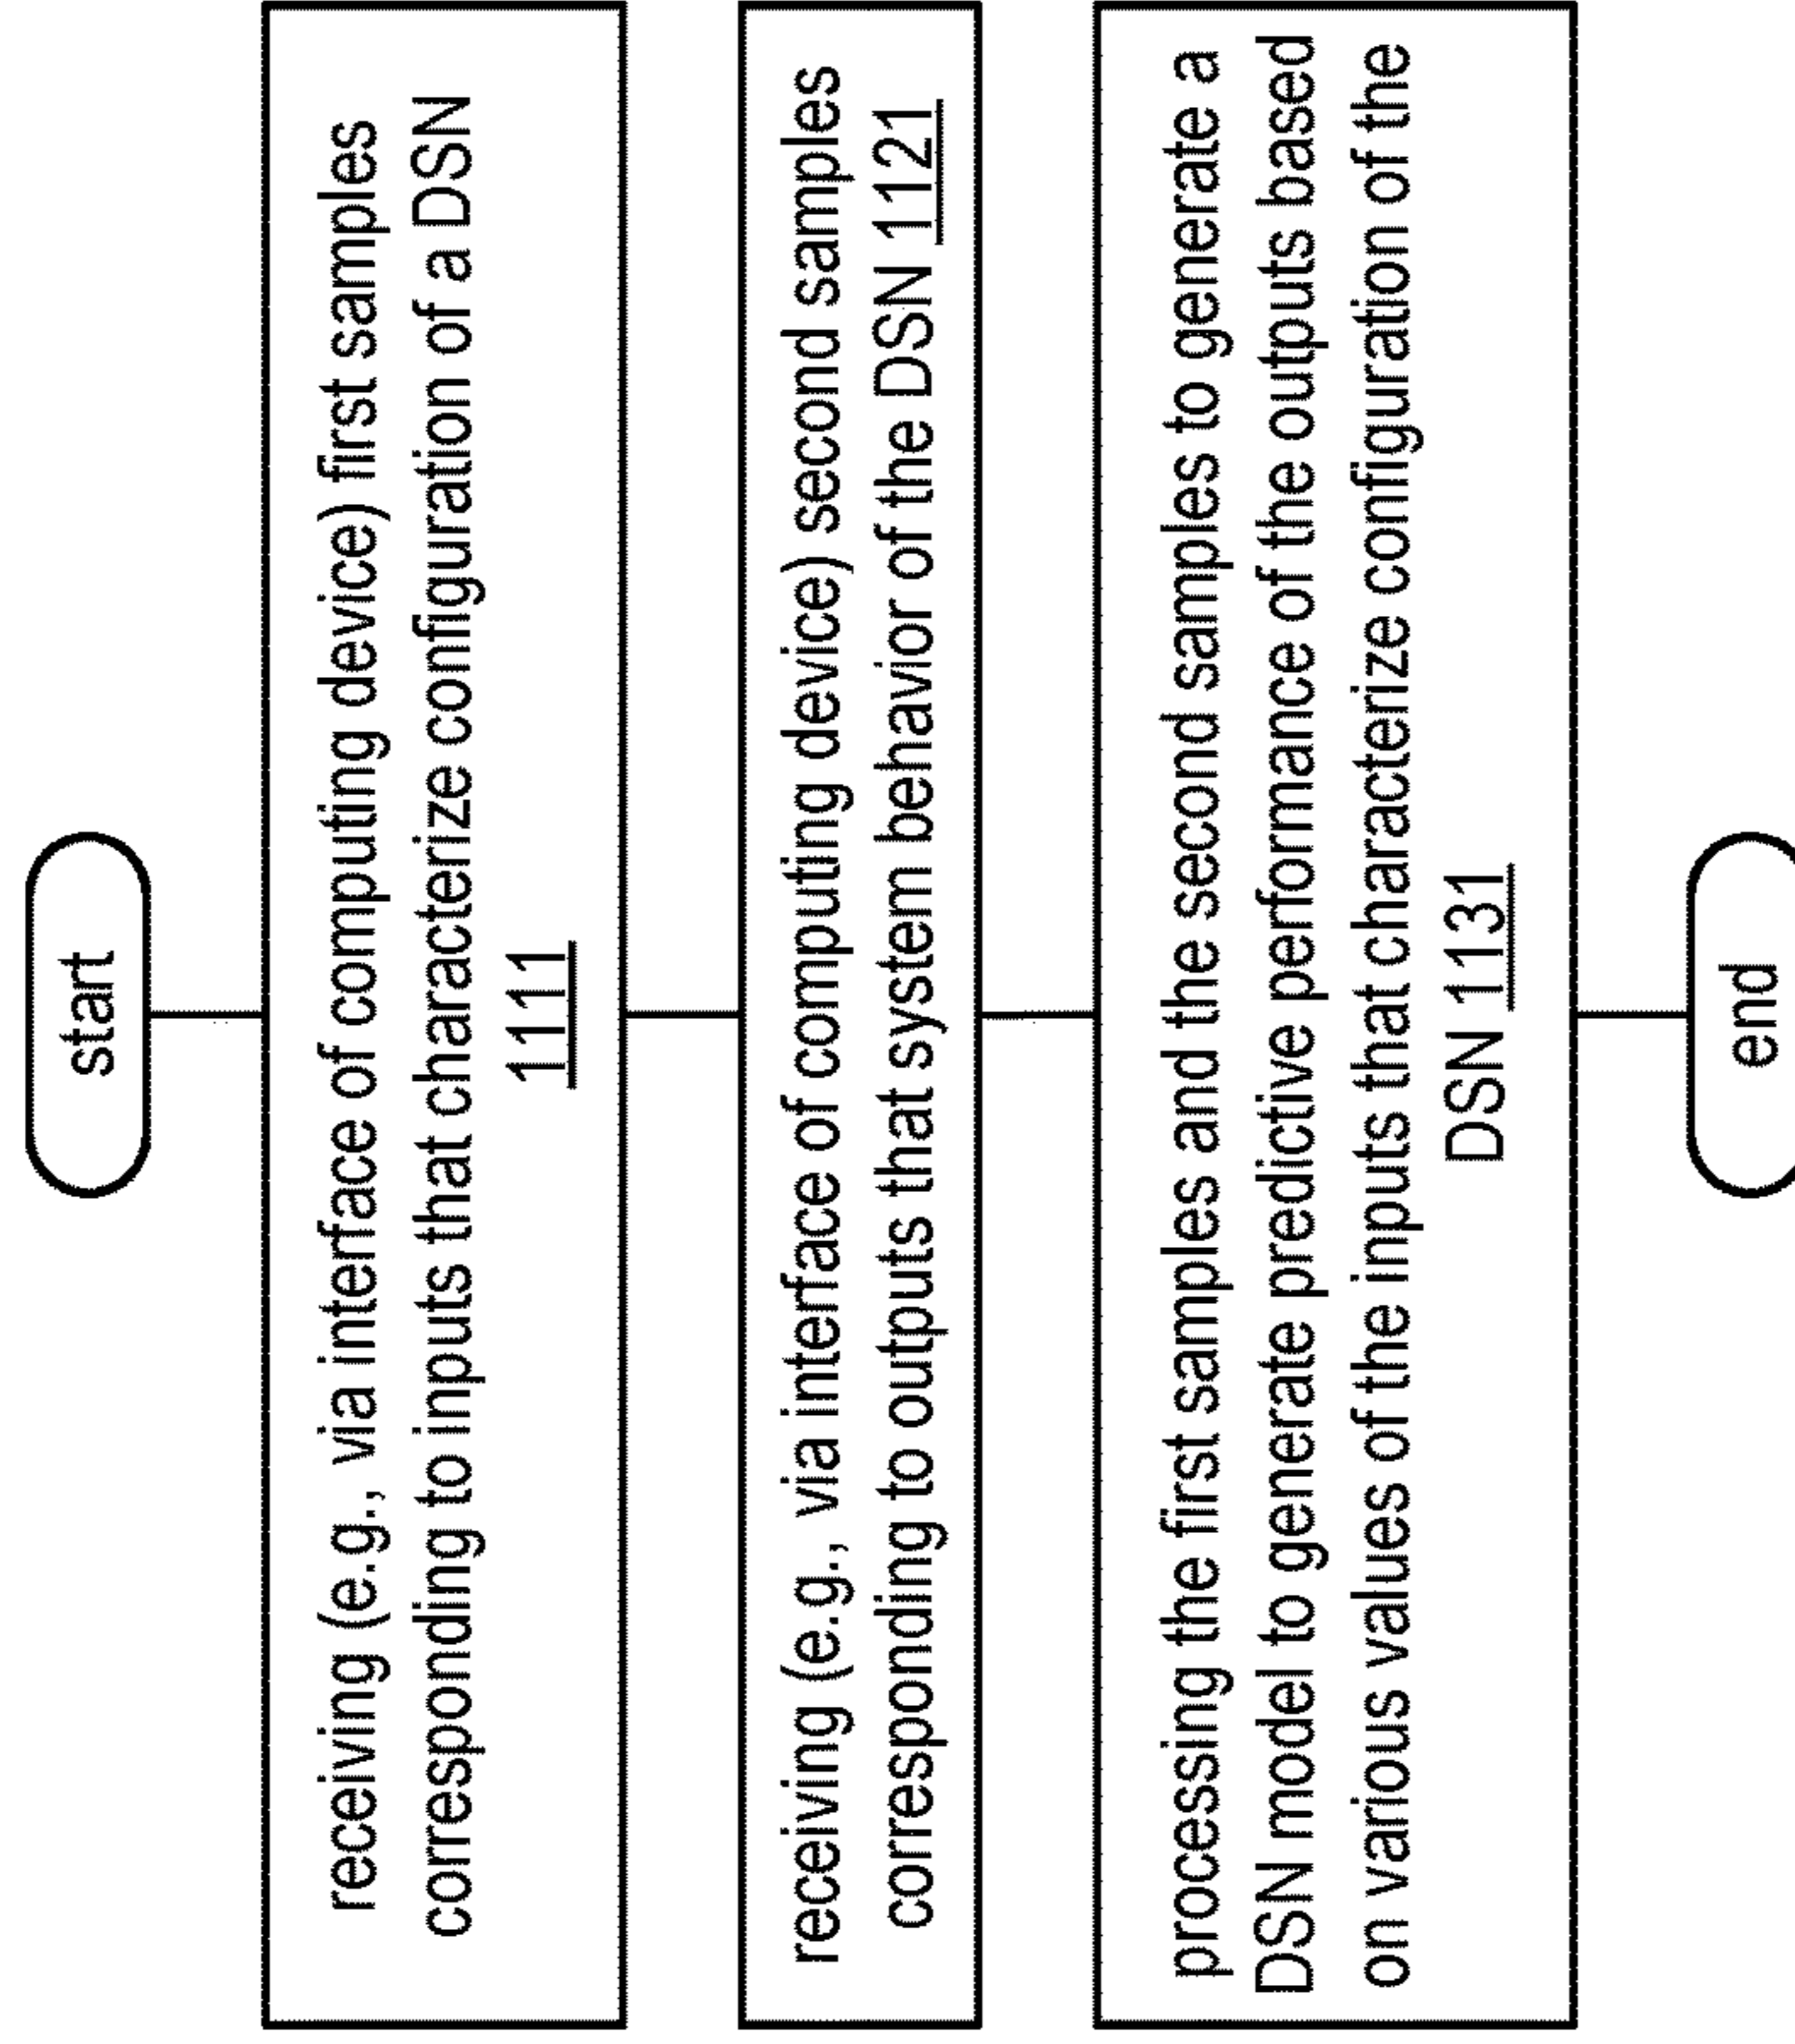 start
receiving (e.g., via interface of computing device) first samples
corresponding to inputs that characterize configuration of a DSN
1111
receiving (e.g., via interface of computing device) second samples
corresponding to outputs that system behavior of the DSN 1121
processing the first samples and the second samples to generate a
DSN model to generate predictive performance of the outputs based
on various values of the inputs that characterize configuration of the
DSN 1131
end